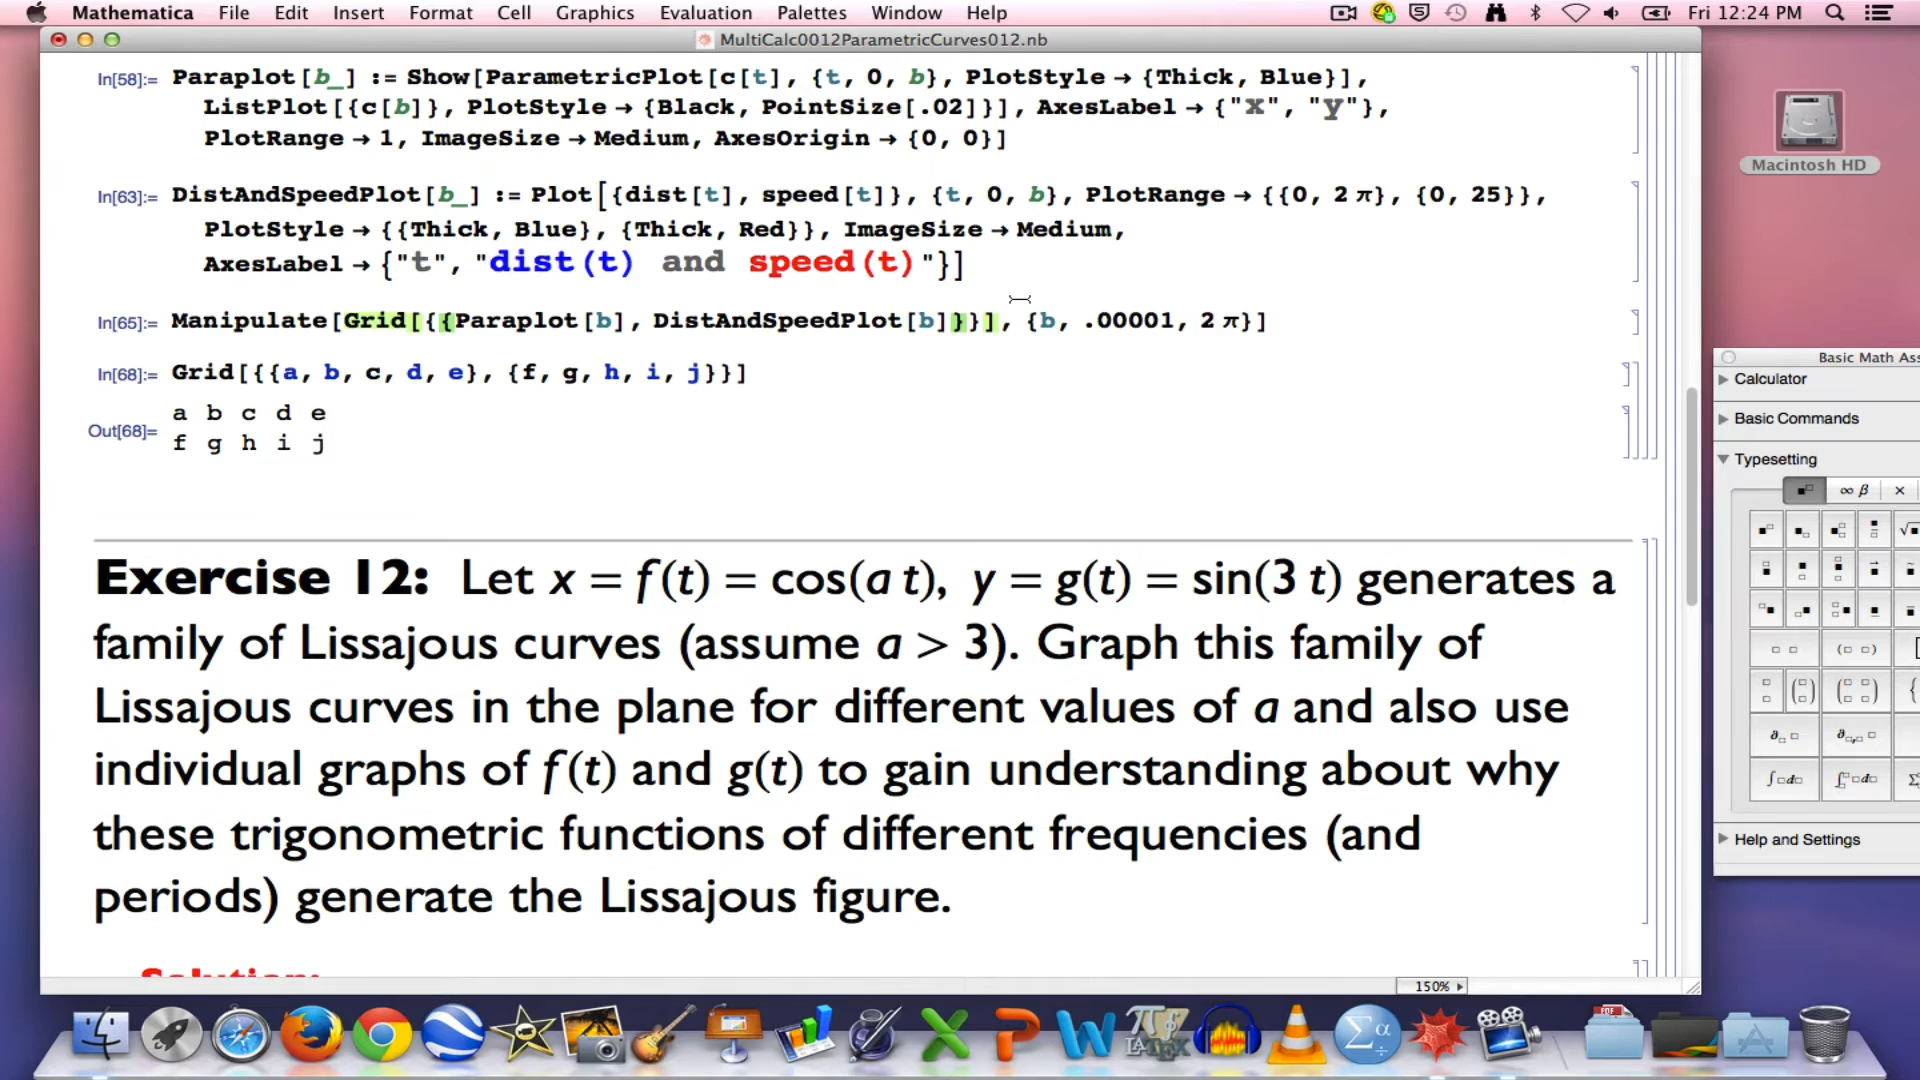 Mathematica File Edit Insert Format Cell Graphics Evaluation Palettes Window Help Fri 12:24 PM
MultiCalc0012ParametricCurves012.nb
In[58]:= Paraplot[b_] := Show[ParametricPlot[c[t], {t, 0, b}, PlotStyle → {Thick, Blue}],
ListPlot[{c[b]}, PlotStyle → {Black, PointSize[.02]}], AxesLabel → {"x", "y"},
PlotRange → 1, ImageSize → Medium, AxesOrigin → {0, 0}]
In[63]:= DistAndSpeedPlot[b_] := Plot[{dist[t], speed[t]}, {t, 0, b}, PlotRange → {{0, 2 π}, {0, 25}},
PlotStyle → {{Thick, Blue}, {Thick, Red}}, ImageSize → Medium,
AxesLabel → {"t", "dist(t) and speed(t)"}]
In[65]:= Manipulate[Grid[{{Paraplot[b], DistAndSpeedPlot[b]}}], {b, .00001, 2 π}]
In[68]:= Grid[{{a, b, c, d, e}, {f, g, h, i, j}}]
Out[68]= a b c d e
f g h i j
Exercise 12: Let x = f(t) = cos(a t), y = g(t) = sin(3 t) generates a
family of Lissajous curves (assume a > 3). Graph this family of
Lissajous curves in the plane for different values of a and also use
individual graphs of f(t) and g(t) to gain understanding about why
these trigonometric functions of different frequencies (and
periods) generate the Lissajous figure.
Solution:
150%
Macintosh HD
Basic Math Ass
Calculator
Basic Commands
Typesetting
∞ β ×
Help and Settings